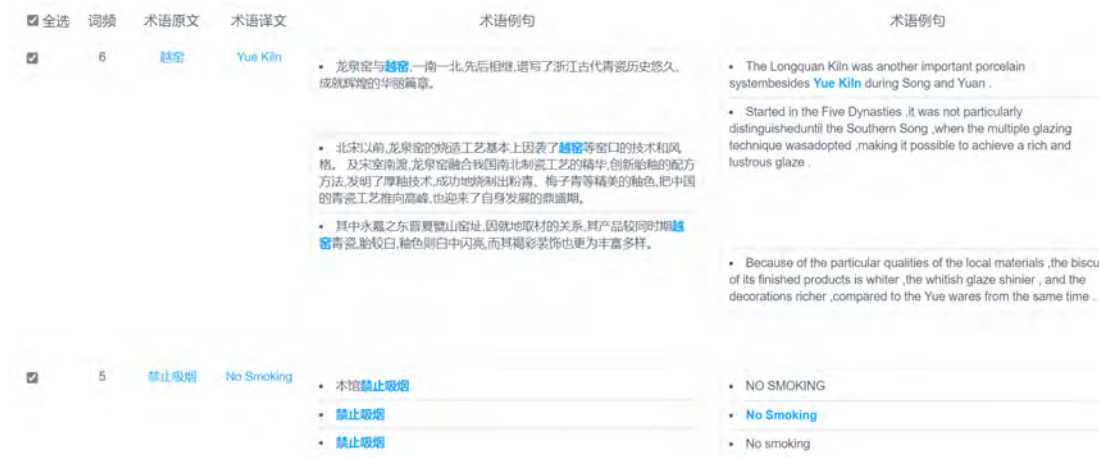 全选 词频 术语原文 术语译文 术语例句 术语例句
6 越窑 Yue Kiln
• 龙泉窑与越窑,一南一北,先后相继,谱写了浙江古代青瓷历史悠久、
成就辉煌的华丽篇章。
• 北宋以前,龙泉窑的烧造工艺基本上因袭了越窑等窑口的技术和风
格。 及宋室南渡,龙泉窑融合我国南北制瓷工艺的精华,创新胎釉的配方
方法,发明了厚釉技术,成功地烧制出粉青、梅子青等精美的釉色,把中国
的青瓷工艺推向高峰,也迎来了自身发展的鼎盛期。
• 其中永嘉之东晋夏甓山窑址,因就地取材的关系,其产品较同时期越
窑青瓷,胎较白,釉色则白中闪亮,而其褐彩装饰也更为丰富多样。
• The Longquan Kiln was another important porcelain
systembesides Yue Kiln during Song and Yuan .
• Started in the Five Dynasties ,it was not particularly
distinguisheduntil the Southern Song ,when the multiple glazing
technique wasadopted ,making it possible to achieve a rich and
lustrous glaze .
• Because of the particular qualities of the local materials ,the biscu
of its finished products is whiter ,the whitish glaze shinier , and the
decorations richer ,compared to the Yue wares from the same time .
5 禁止吸烟 No Smoking
• 本馆禁止吸烟
• 禁止吸烟
• 禁止吸烟
• NO SMOKING
• No Smoking
• No smoking